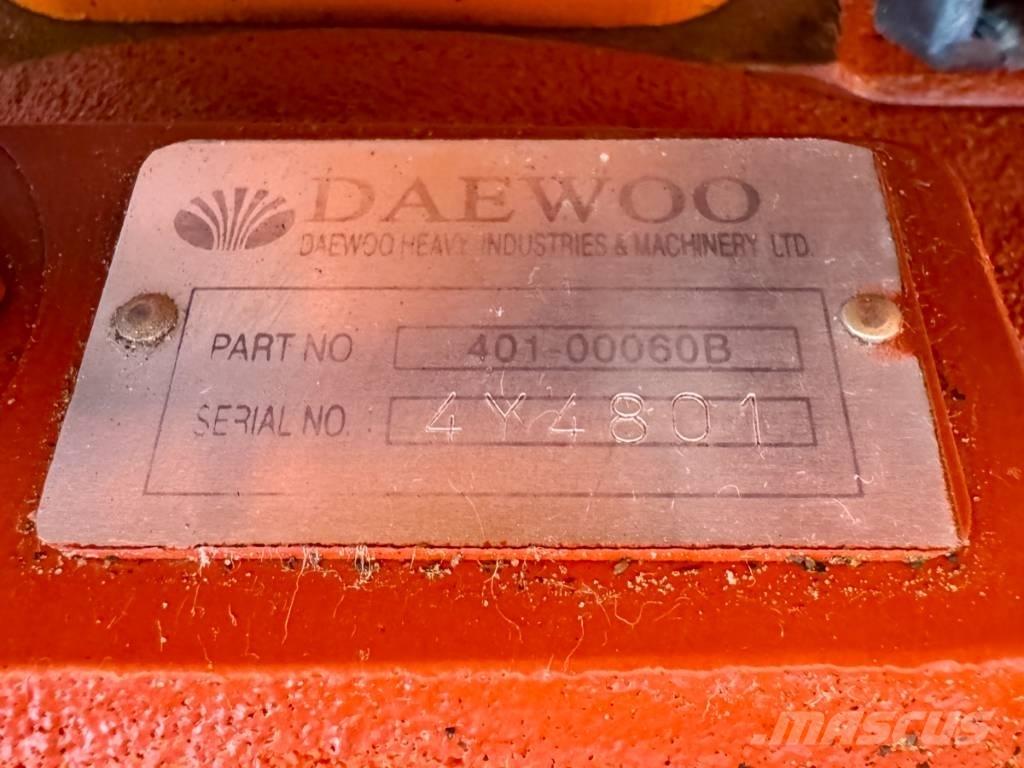 DAEWOO
DAEWOO HEAVY INDUSTRIES & MACHINERY LTD.
PART NO 401-00060B
SERIAL NO. : 4Y4801
MASCUS